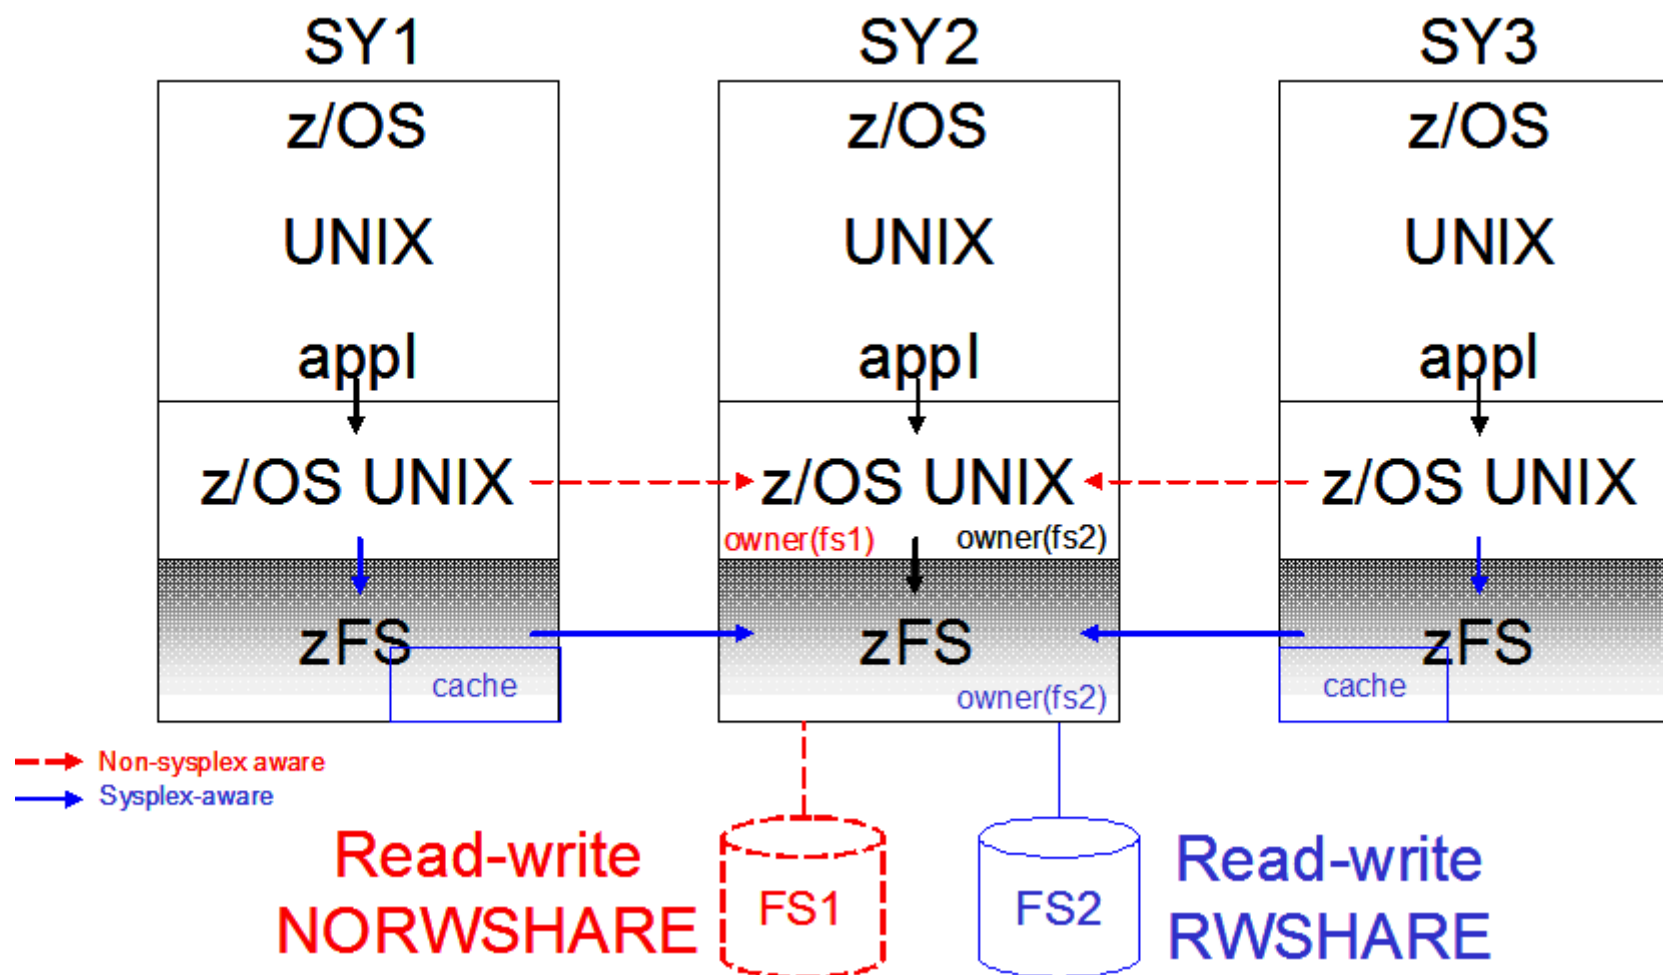 SY1
SY2
SY3
z/OS
z/OS
z/OS
UNIX
UNIX
UNIX
appl
appl
appl
z/OS UNIX
z/OS UNIX
z/OS UNIX
owner(fs1)
owner(fs2)
zFS
zFS
zFS
cache
owner(fs2)
cache
Non-sysplex aware
Sysplex-aware
Read-write
NORWSHARE
FS1
FS2
Read-write
RWSHARE